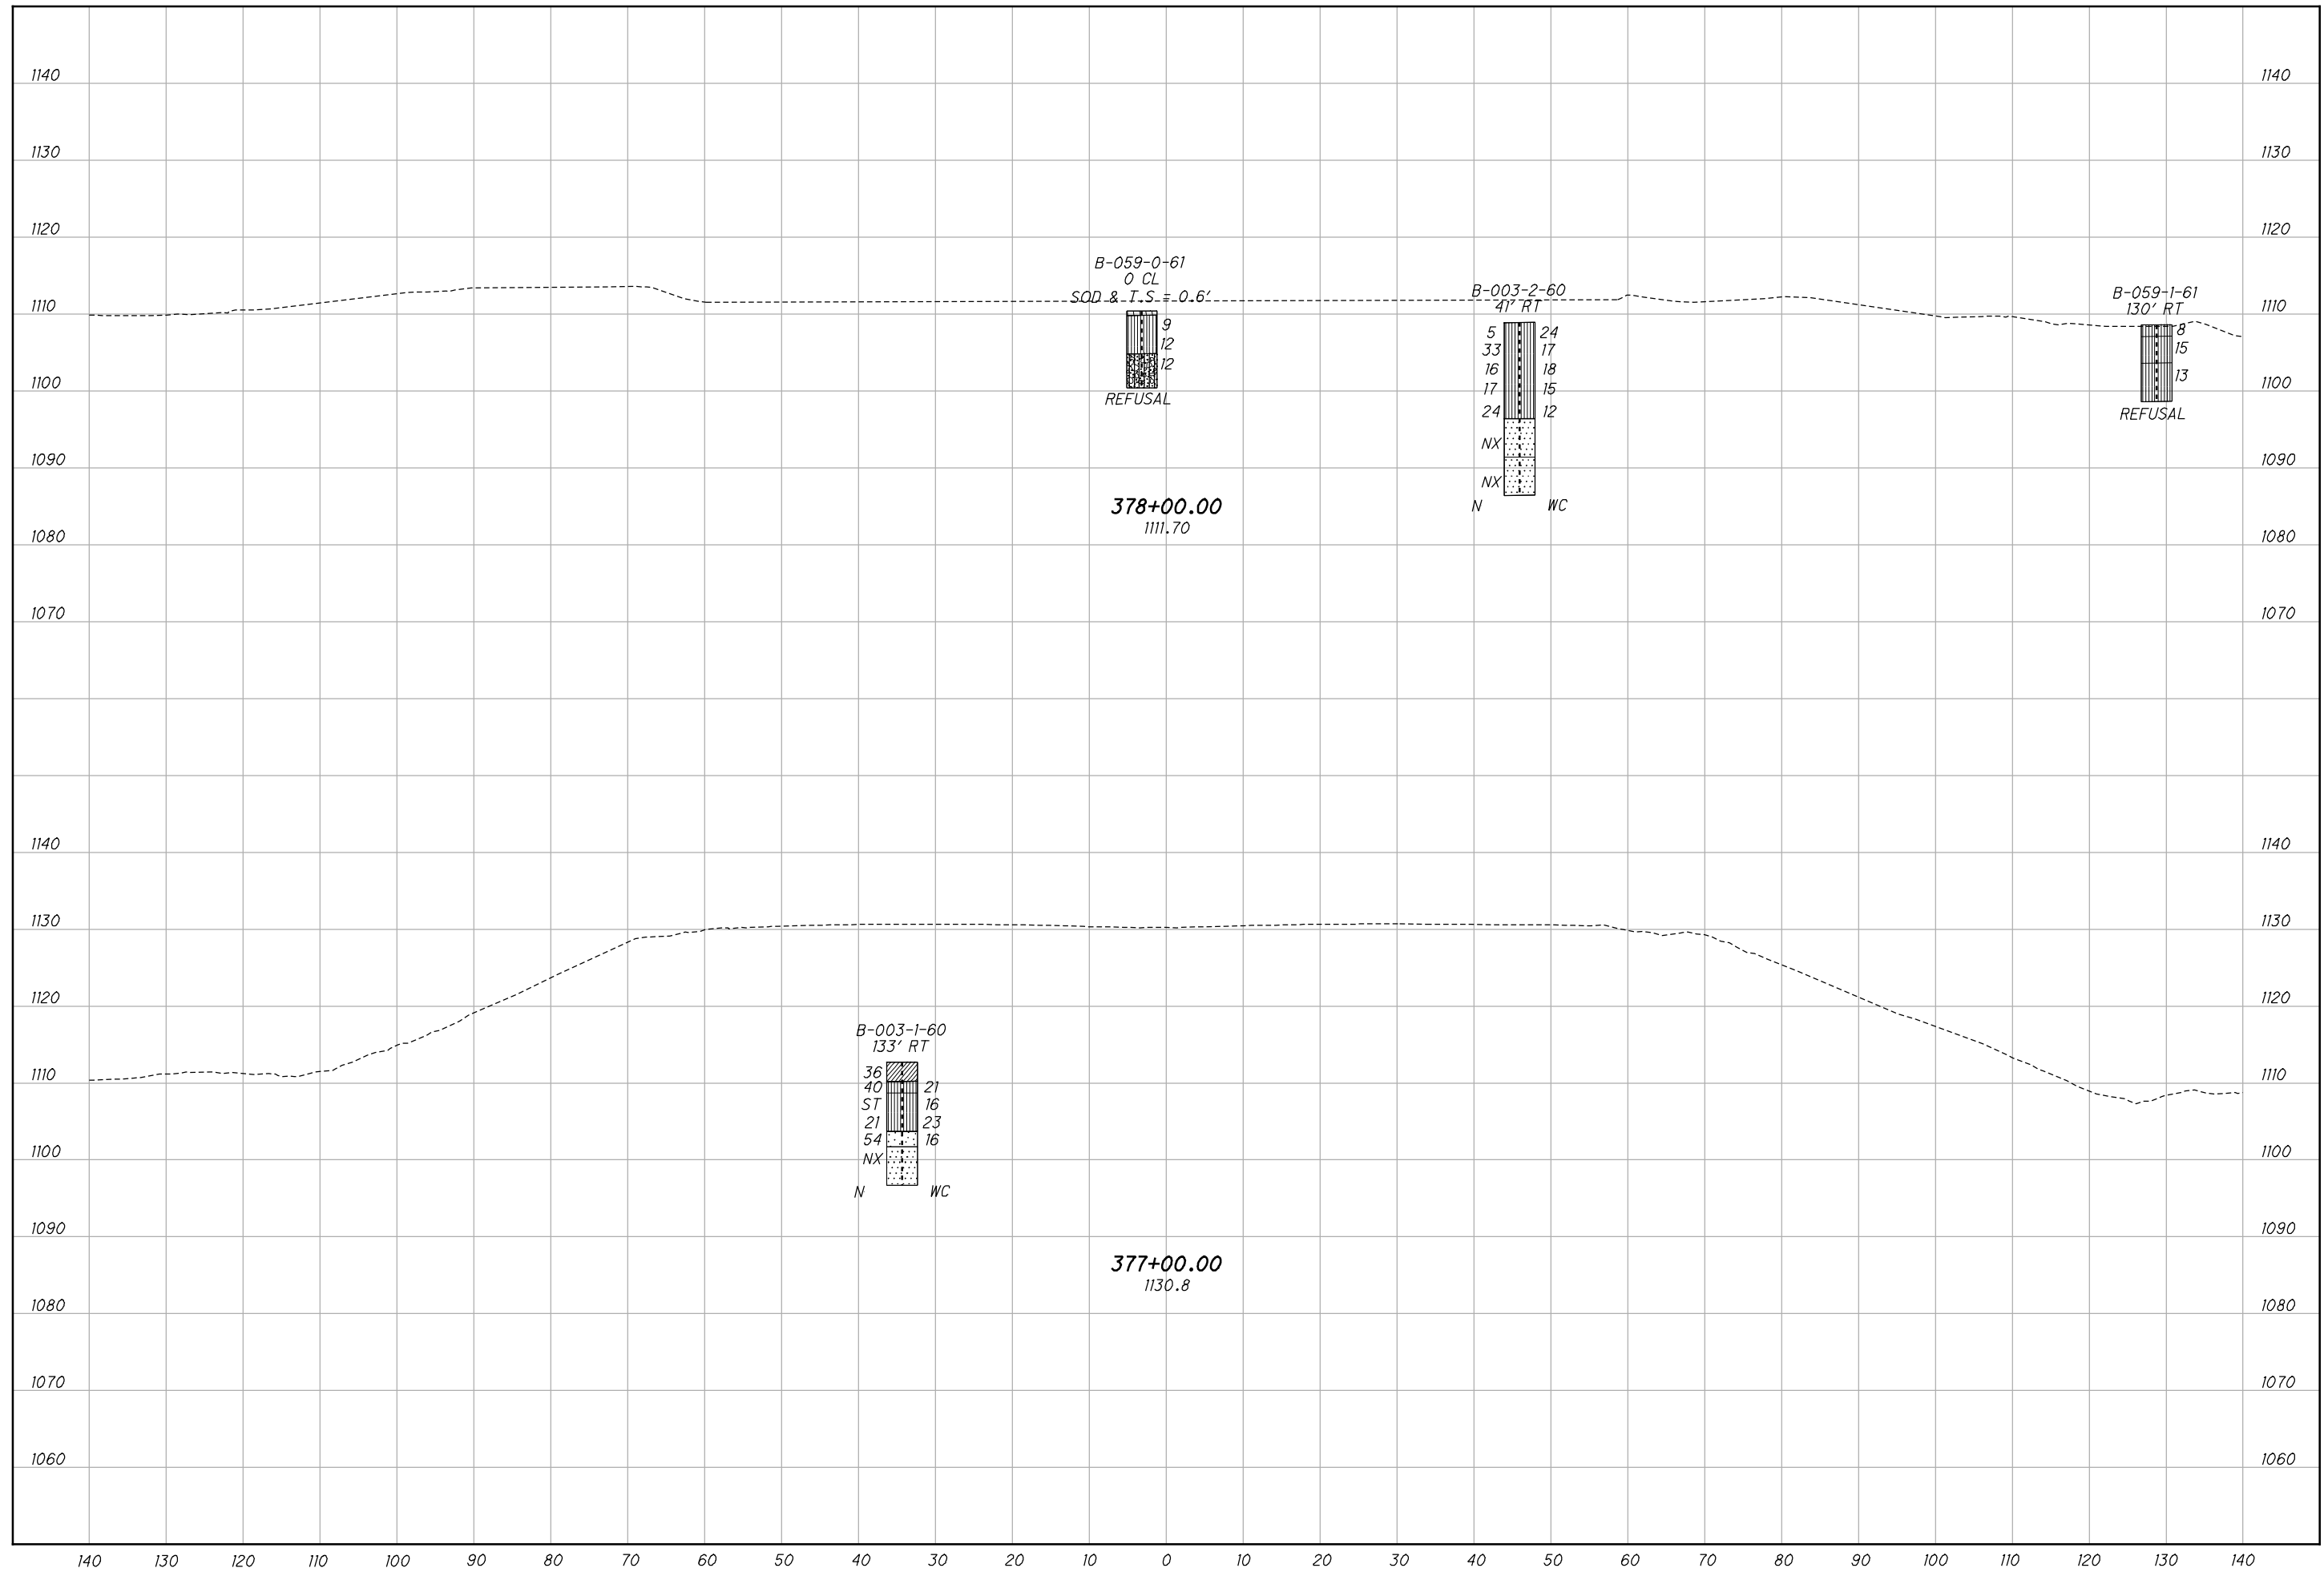 1140 1140
1130 1130
1120 1120
B-059-0-61
0 CL
SOD & T.S = 0.6'
B-003-2-60
41' RT
B-059-1-61
130' RT
1110 1110
9
12
12
REFUSAL
5 24
33 17
16 18
17 15
24 12
NX
NX
N WC
8
15
13
REFUSAL
1100 1100
1090 1090
378+00.00
1111.70
1080 1080
1070 1070
1140 1140
1130 1130
1120 1120
B-003-1-60
133' RT
36
40 21
ST 16
21 23
54 16
NX
N WC
1110 1110
1100 1100
1090 1090
377+00.00
1130.8
1080 1080
1070 1070
1060 1060
140 130 120 110 100 90 80 70 60 50 40 30 20 10 0 10 20 30 40 50 60 70 80 90 100 110 120 130 140